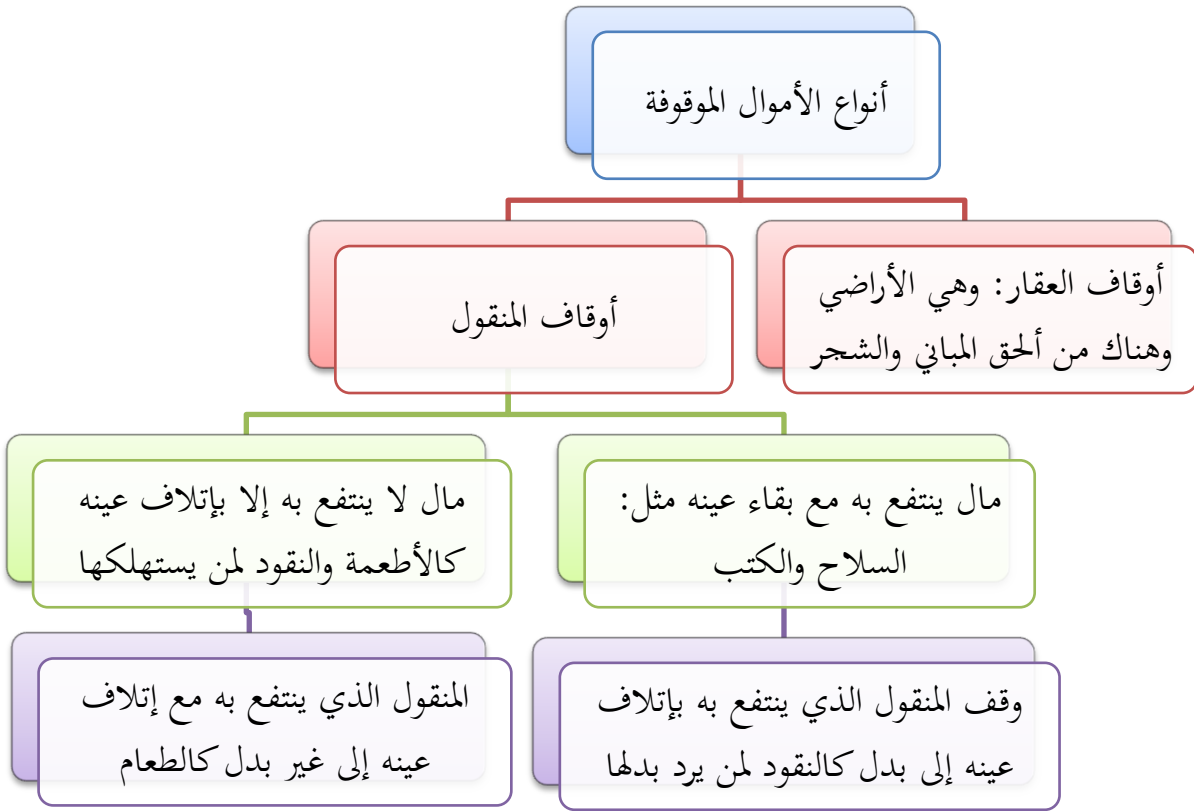 أنواع الأموال الموقوفة
أوقاف العقار: وهي الأراضي
وهناك من ألحق المباني والشجر
أوقاف المنقول
مال ينتفع به مع بقاء عينه مثل:
السلاح والكتب
مال لا ينتفع به إلا بإتلاف عينه
كالأطعمة والنقود لمن يستهلكها
وقف المنقول الذي ينتفع به بإتلاف
عينه إلى بدل كالنقود لمن يرد بدلها
المنقول الذي ينتفع به مع إتلاف
عينه إلى غير بدل كالطعام